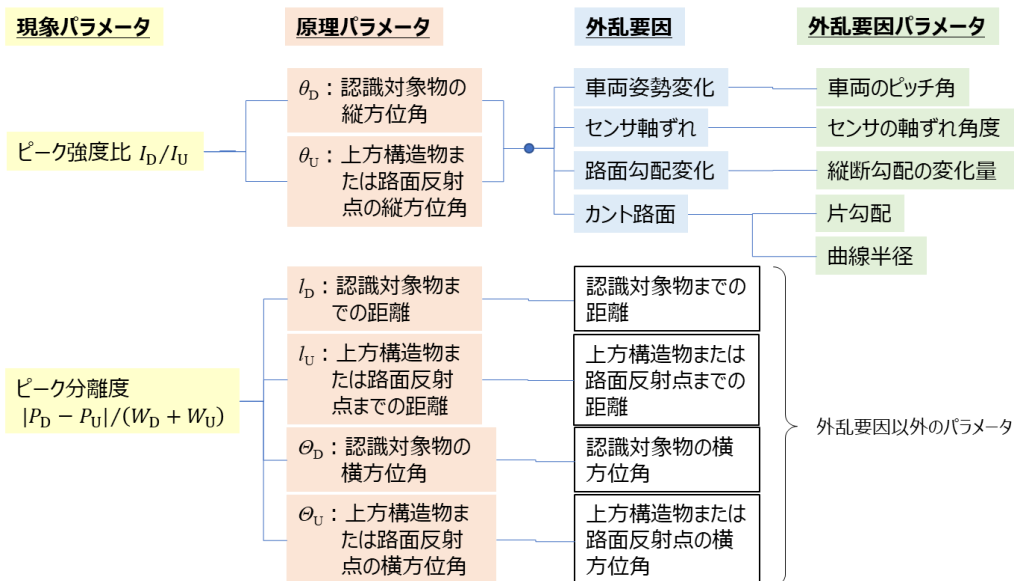 現象パラメータ
原理パラメータ
外乱要因
外乱要因パラメータ
ピーク強度比 I_D/I_U
θ_D：認識対象物の
縦方位角
θ_U：上方構造物ま
たは路面反射
点の縦方位角
車両姿勢変化
車両のピッチ角
センサ軸ずれ
センサの軸ずれ角度
路面勾配変化
縦断勾配の変化量
カント路面
片勾配
曲線半径
ピーク分離度
|P_D − P_U|/(W_D + W_U)
l_D：認識対象物ま
での距離
l_U：上方構造物ま
たは路面反射
点までの距離
Θ_D：認識対象物の
横方位角
Θ_U：上方構造物ま
たは路面反射
点の横方位角
認識対象物までの
距離
上方構造物または
路面反射点までの
距離
認識対象物の横
方位角
上方構造物または
路面反射点の横
方位角
外乱要因以外のパラメータ